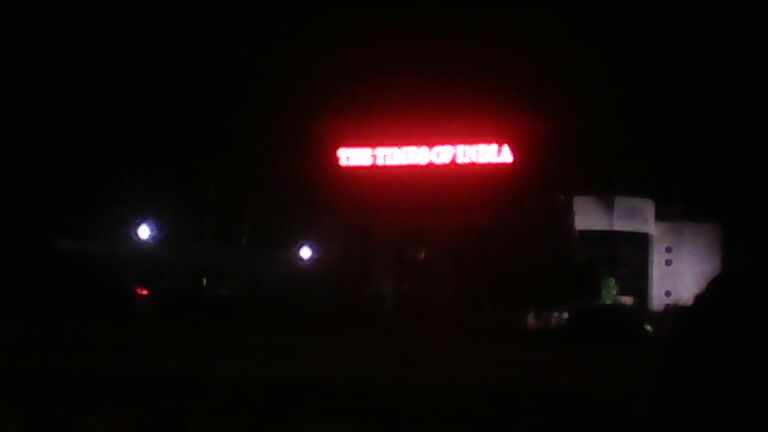 THE TIMES OF INDIA